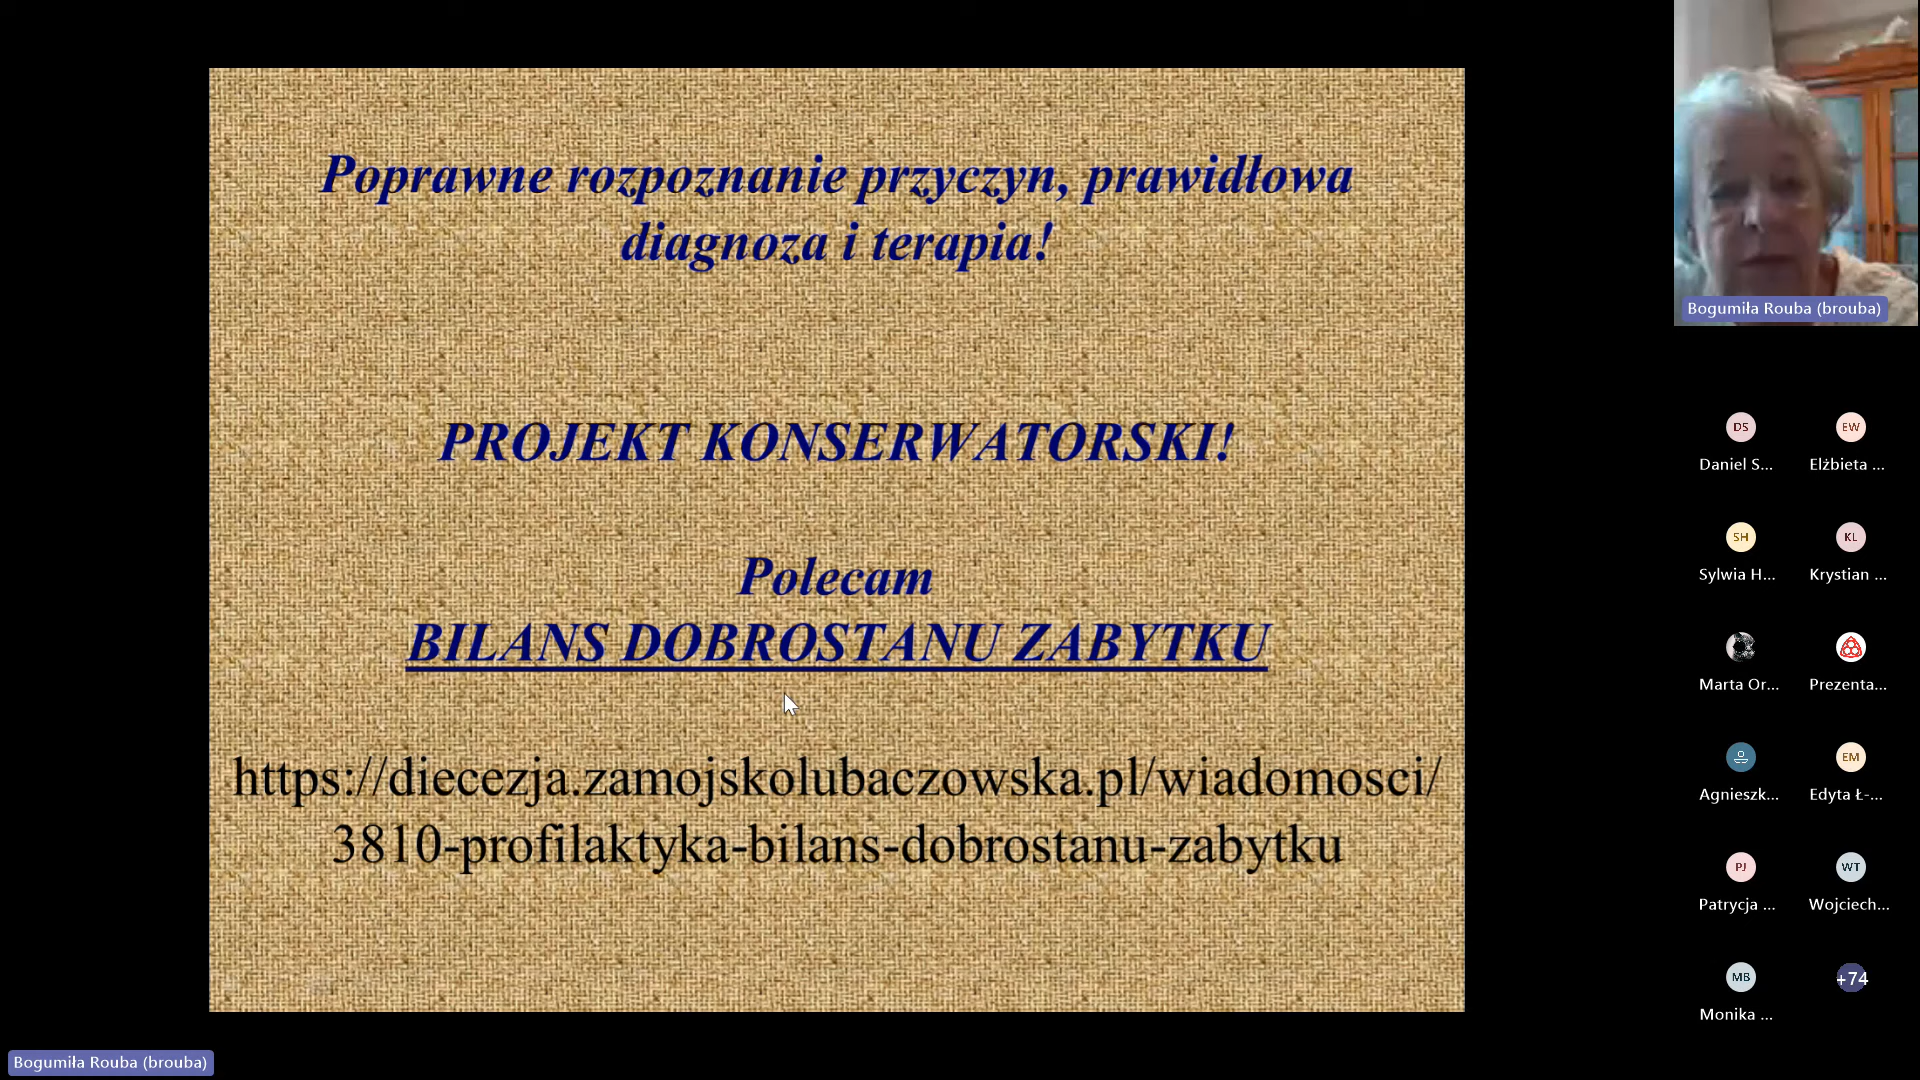 Poprawne rozpoznanie przyczyn, prawidłowa
diagnoza i terapia!
PROJEKT KONSERWATORSKI!
Polecam
BILANS DOBROSTANU ZABYTKU
https://diecezja.zamojskolubaczowska.pl/wiadomosci/
3810-profilaktyka-bilans-dobrostanu-zabytku
Bogumiła Rouba (brouba)
DS
EW
Daniel S...
Elżbieta ...
SH
KL
Sylwia H...
Krystian ...
Marta Or...
Prezenta...
EM
Agnieszk...
Edyta Ł-...
PJ
WT
Patrycja ...
Wojciech...
MB
+74
Monika ...
Bogumiła Rouba (brouba)